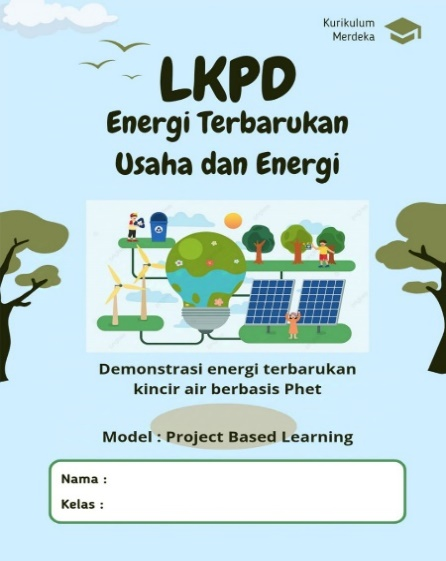 Kurikulum
Merdeka
LKPD
Energi Terbarukan
Usaha dan Energi
Demonstrasi energi terbarukan
kincir air berbasis Phet
Model : Project Based Learning
Nama :
Kelas :